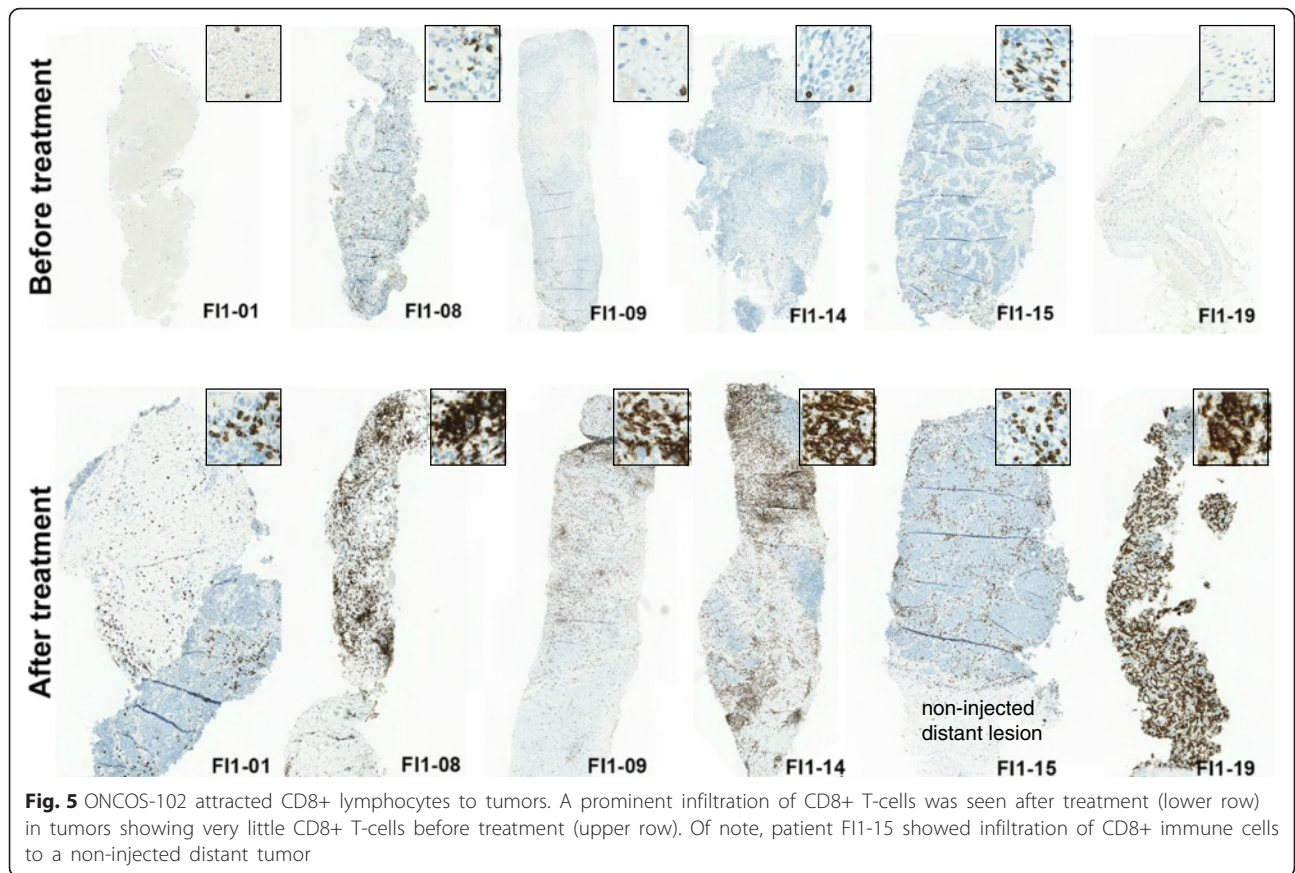 Before treatment
FI1-01
FI1-08
FI1-09
FI1-14
FI1-15
FI1-19
After treatment
non-injected
distant lesion
FI1-01
FI1-08
FI1-09
FI1-14
FI1-15
FI1-19
Fig. 5 ONCOS-102 attracted CD8+ lymphocytes to tumors. A prominent infiltration of CD8+ T-cells was seen after treatment (lower row)
in tumors showing very little CD8+ T-cells before treatment (upper row). Of note, patient FI1-15 showed infiltration of CD8+ immune cells
to a non-injected distant tumor